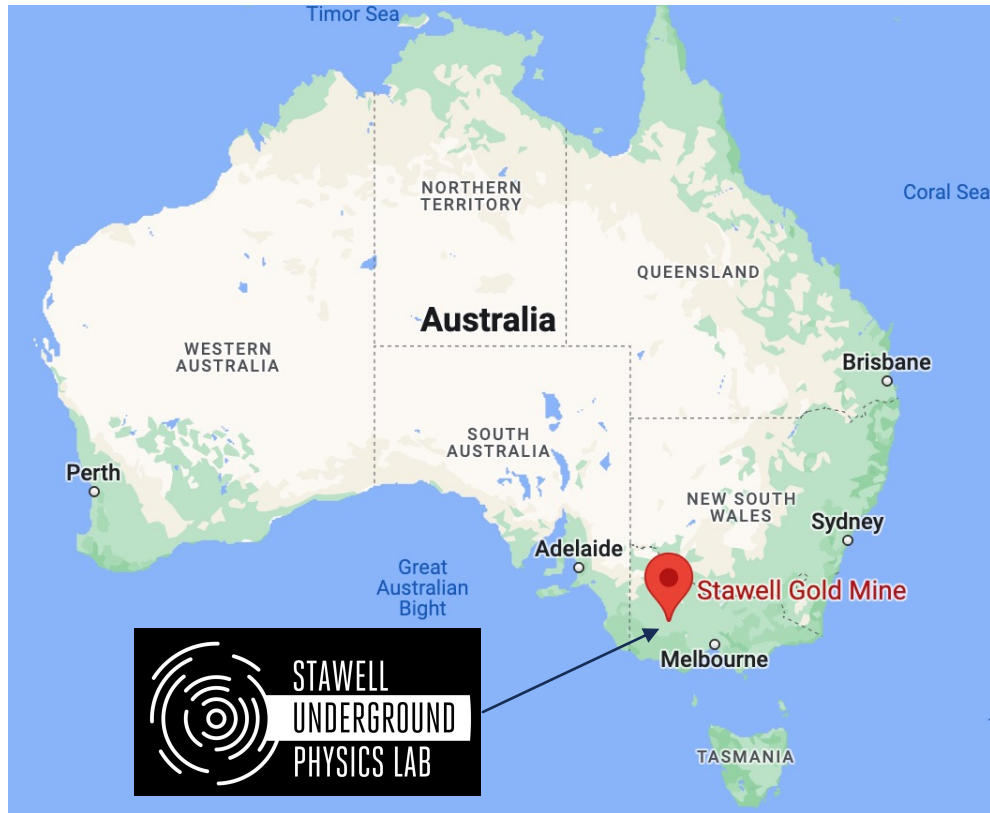 Timor Sea
NORTHERN
TERRITORY
Coral Sea
QUEENSLAND
Australia
WESTERN
AUSTRALIA
Brisbane
SOUTH
AUSTRALIA
Perth
NEW SOUTH
WALES
Sydney
Adelaide
Great
Australian
Bight
Stawell Gold Mine
Melbourne
STAWELL
UNDERGROUND
PHYSICS LAB
TASMANIA